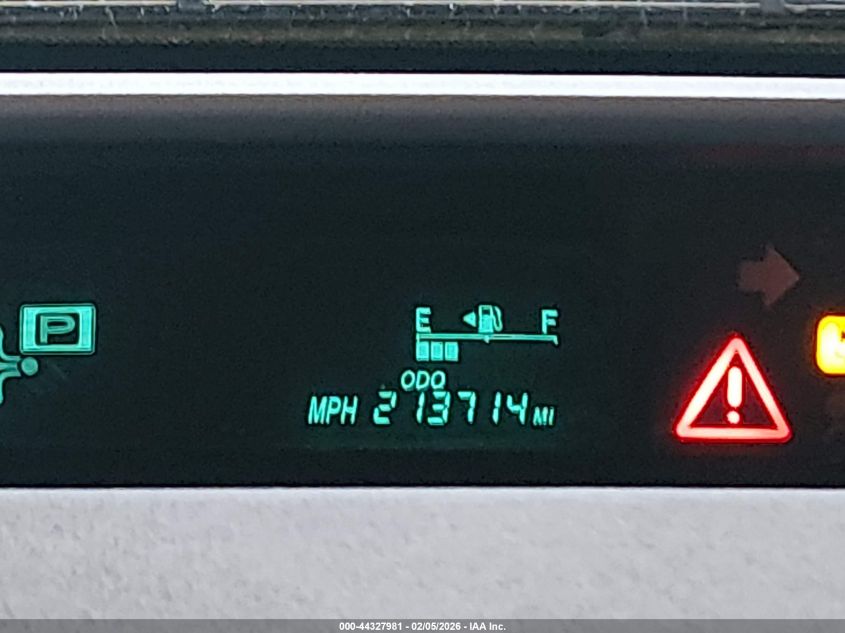 P
E F
ODO
MPH 213714 MI
000-44327981 - 02/05/2026 - IAA Inc.